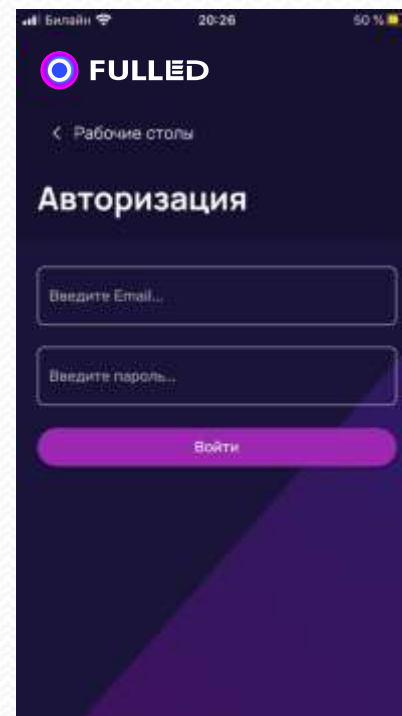 Билайн 20:26 50 %
FULLED
Рабочие столы
Авторизация
Введите Email...
Введите пароль...
Войти